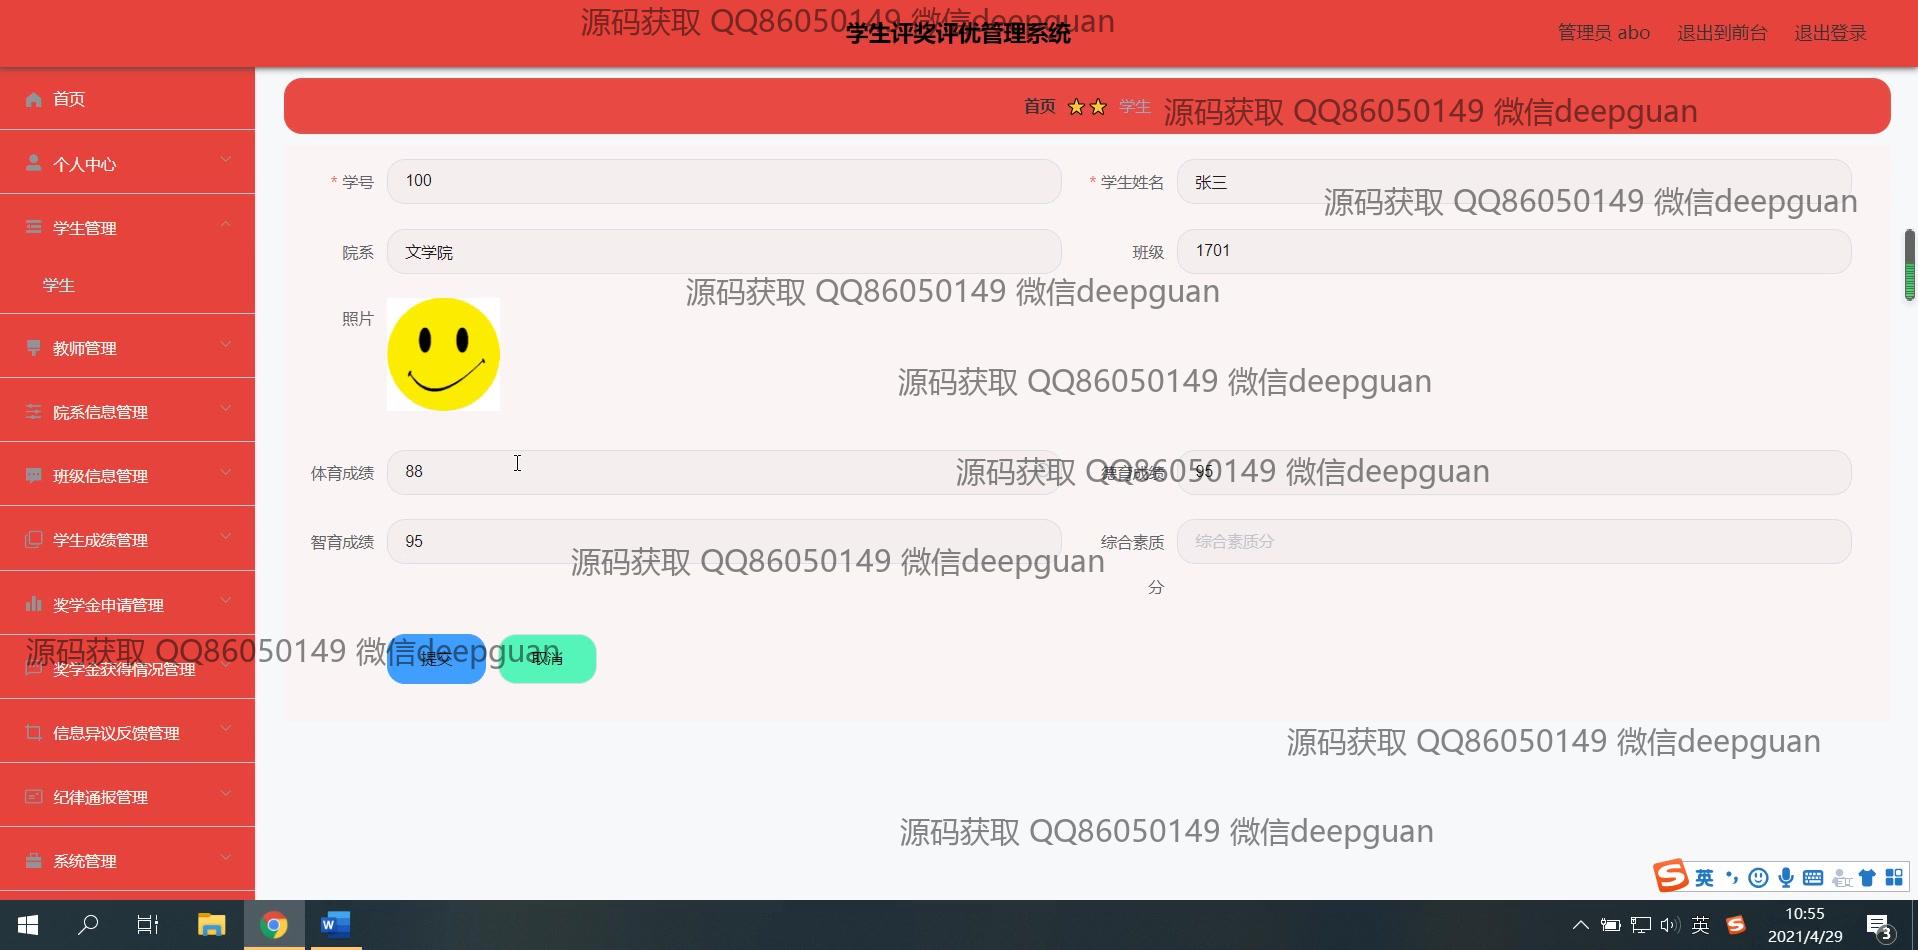 源码获取 QQ86050149 微信deepguan
学生评奖评优管理系统
管理员 abo
退出到前台
退出登录
首页
个人中心
学生管理
学生
教师管理
院系信息管理
班级信息管理
学生成绩管理
奖学金申请管理
奖学金获得情况管理
信息异议反馈管理
纪律通报管理
系统管理
首页 学生
源码获取 QQ86050149 微信deepguan
* 学号 100
* 学生姓名 张三
源码获取 QQ86050149 微信deepguan
院系 文学院
班级 1701
源码获取 QQ86050149 微信deepguan
照片
源码获取 QQ86050149 微信deepguan
体育成绩 88
德育成绩 95
源码获取 QQ86050149 微信deepguan
智育成绩 95
综合素质
分
综合素质分
源码获取 QQ86050149 微信deepguan
源码获取 QQ86050149 微信deepguan
提交
取消
源码获取 QQ86050149 微信deepguan
源码获取 QQ86050149 微信deepguan
S 英
W
英 S
10:55
2021/4/29
3